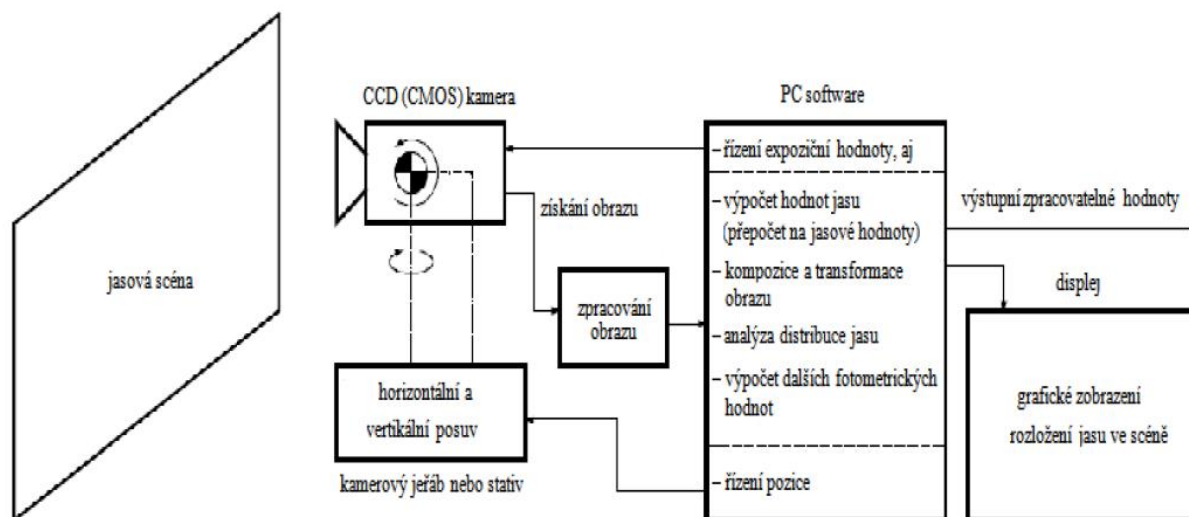 jasová scéna
CCD (CMOS) kamera
získání obrazu
zpracování
obrazu
horizontální a
vertikální posuv
kamerový jeřáb nebo stativ
PC software
– řízení expoziční hodnoty, aj
– výpočet hodnot jasu
(přepočet na jasové hodnoty)
– kompozice a transformace
obrazu
– analýza distribuce jasu
– výpočet dalších fotometrických
hodnot
– řízení pozice
výstupní zpracovatelné hodnoty
displej
grafické zobrazení
rozložení jasu ve scéně